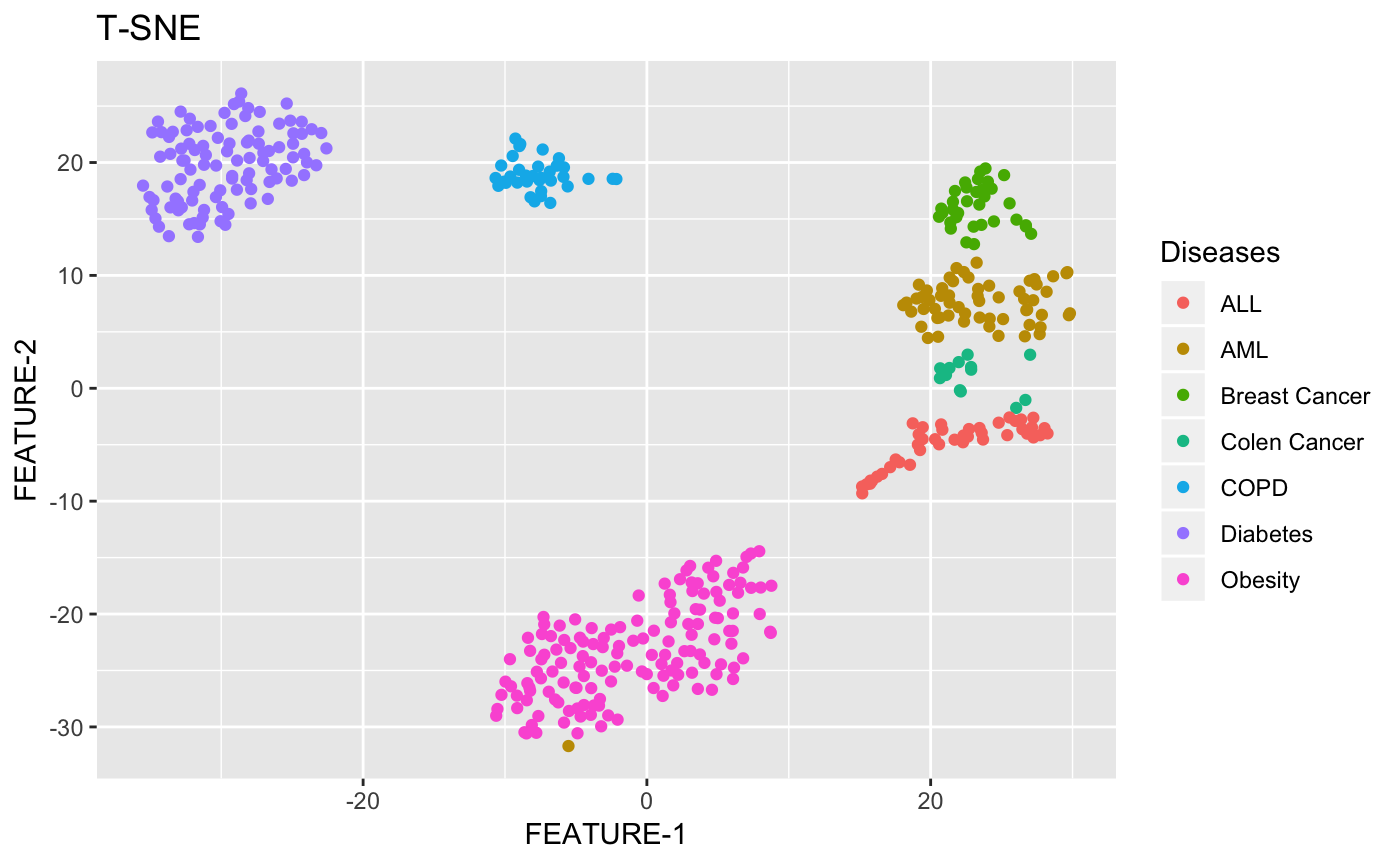 T-SNE
FEATURE-2
20
10
0
-10
-20
-30
-20
0
20
FEATURE-1
Diseases
ALL
AML
Breast Cancer
Colen Cancer
COPD
Diabetes
Obesity